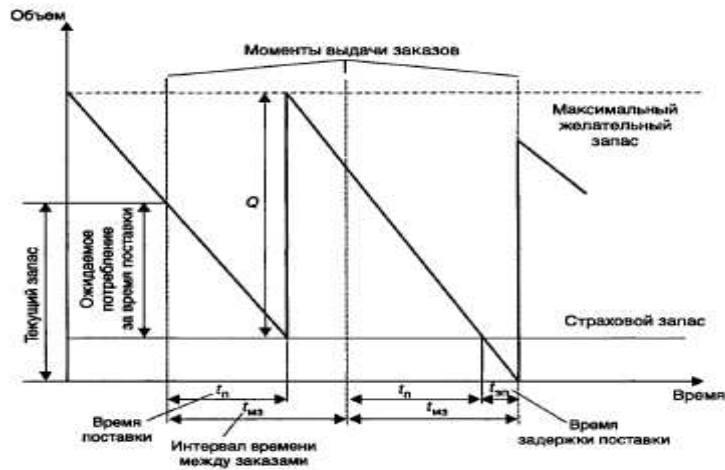 Объем
Моменты выдачи заказов
Максимальный
желательный
запас
Q
Текущий запас
Ожидаемое
потребление
за время поставки
Страховой запас
tп
tмз
tп
tзп
tмз
Время
Время
поставки
Интервал времени
между заказами
Время
задержки поставки